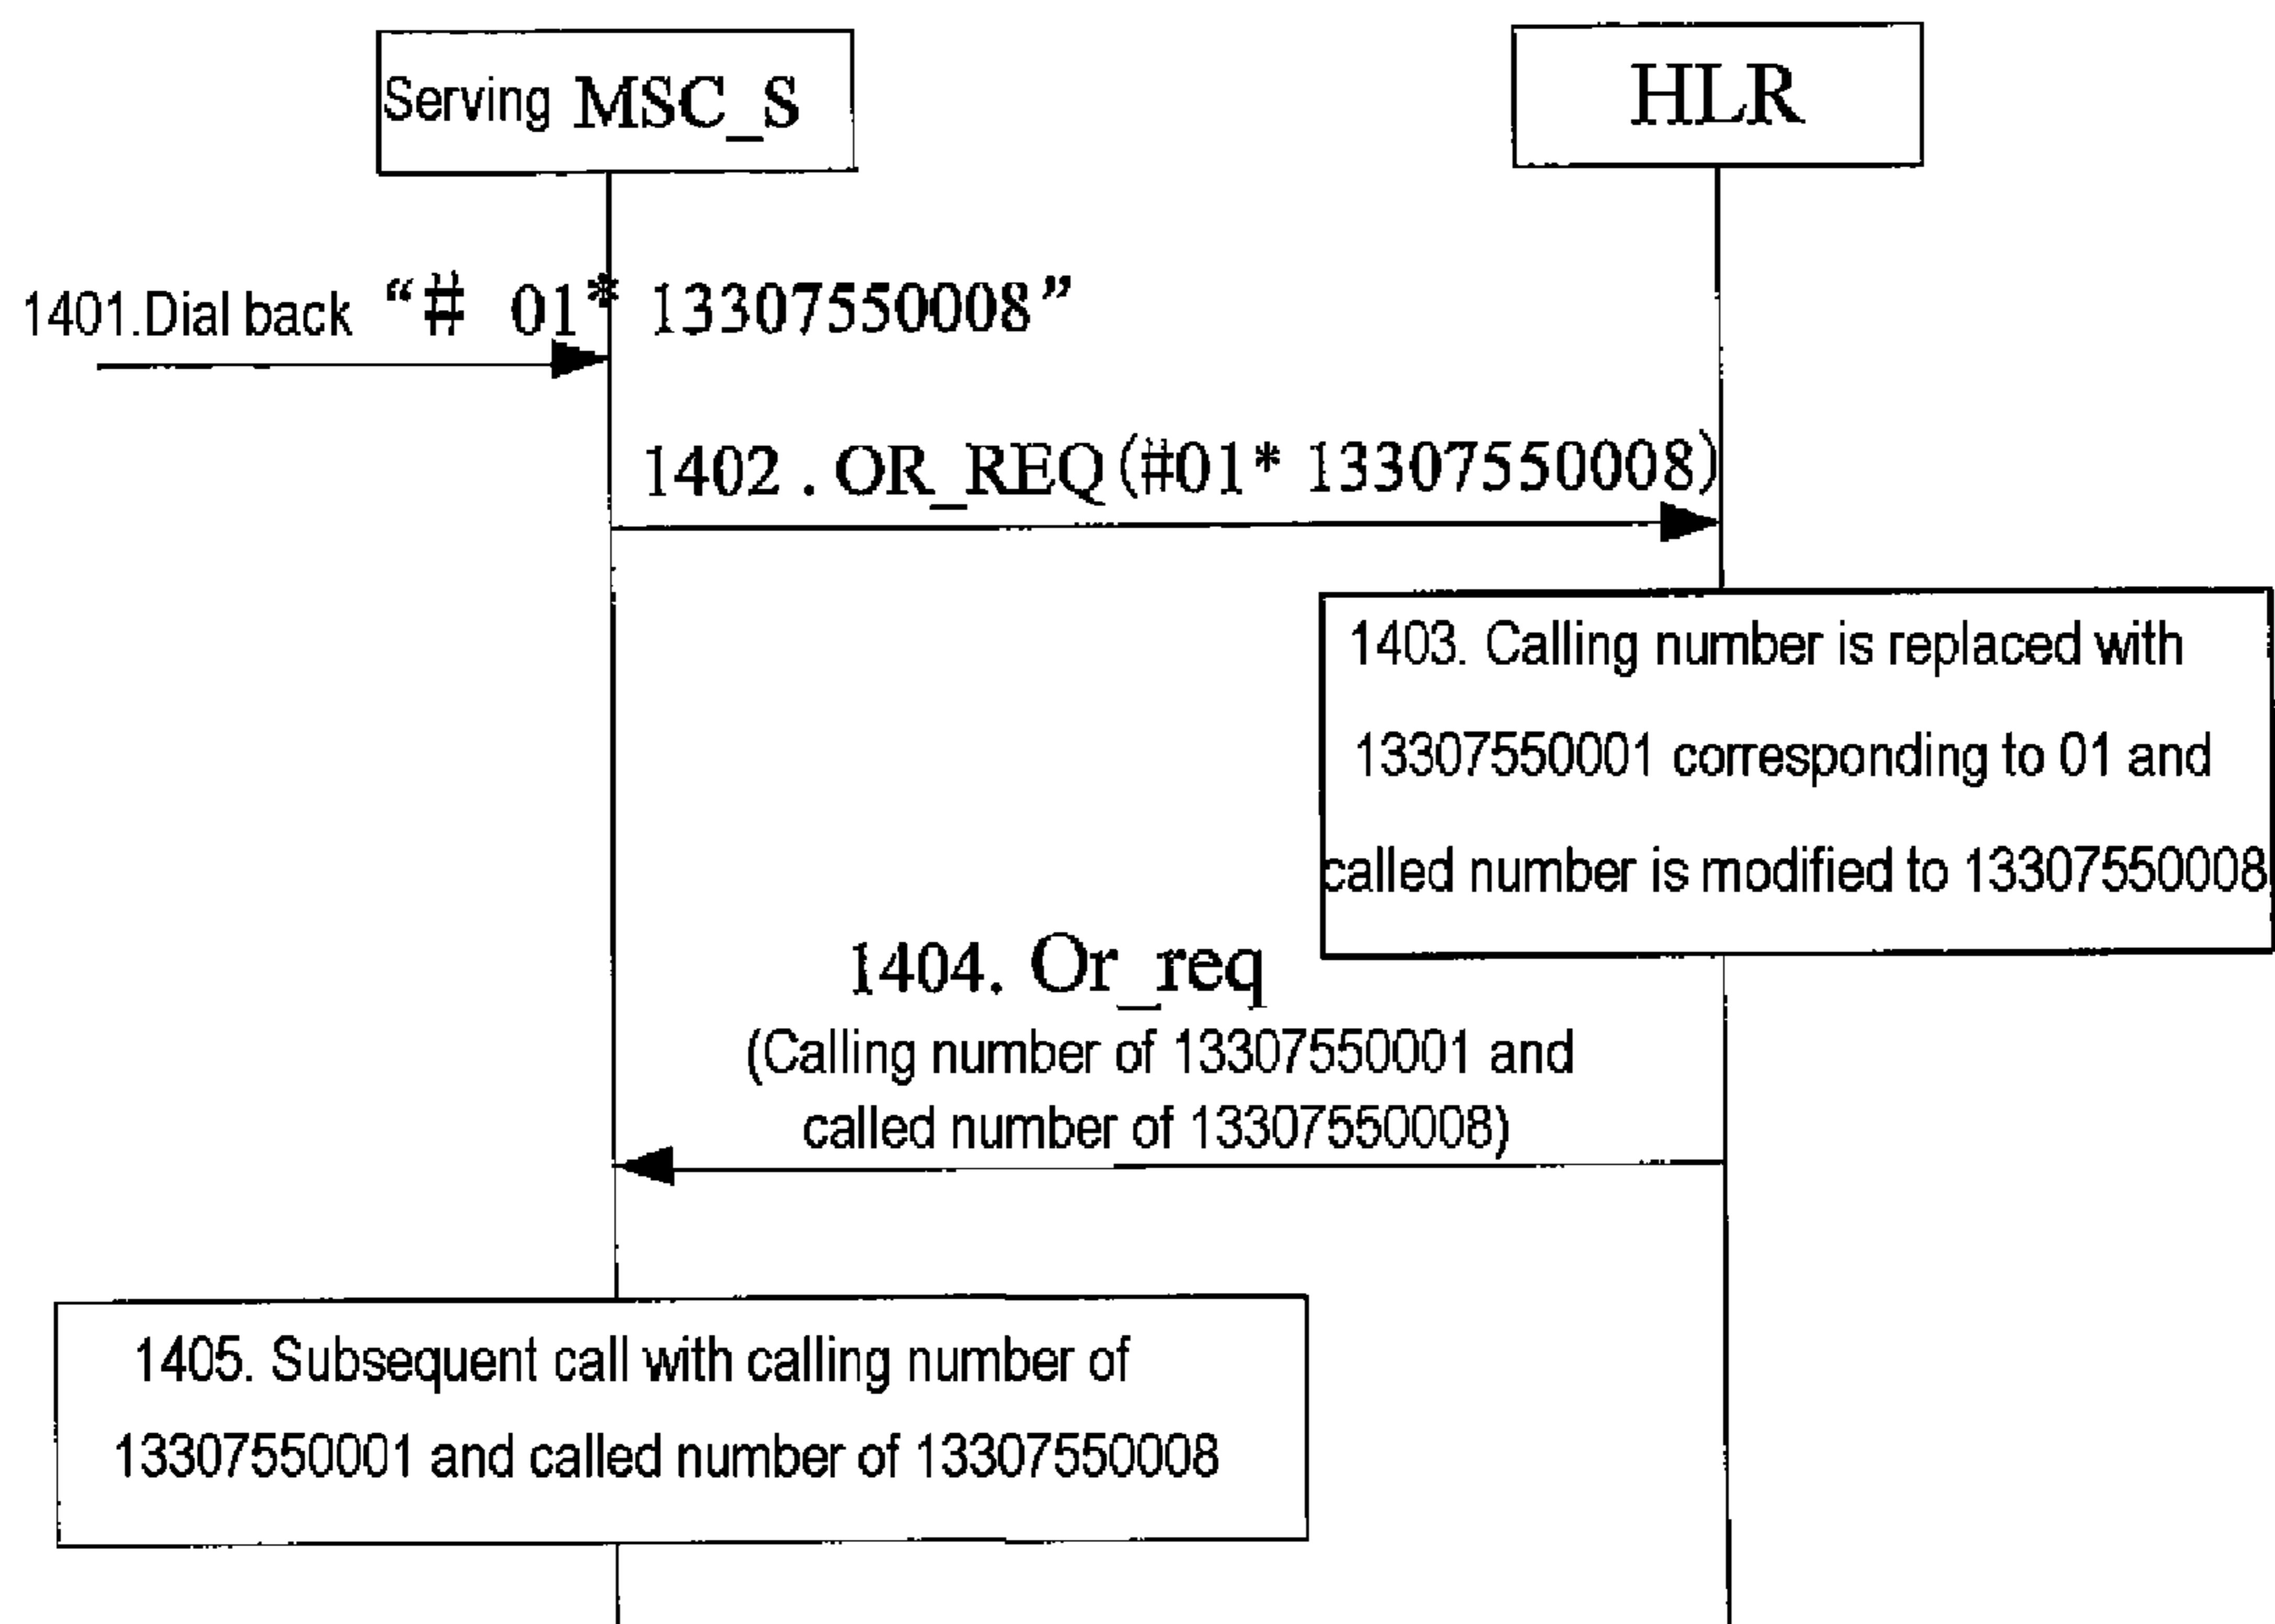 Serving MSC_S
HLR
1401.Dial back “# 01* 13307550008”
1402 . OR_REQ(#01* 13307550008)
1403. Calling number is replaced with
13307550001 corresponding to 01 and
called number is modified to 13307550008
1404. Or_req
(Calling number of 13307550001 and
called number of 13307550008)
1405. Subsequent call with calling number of
13307550001 and called number of 13307550008